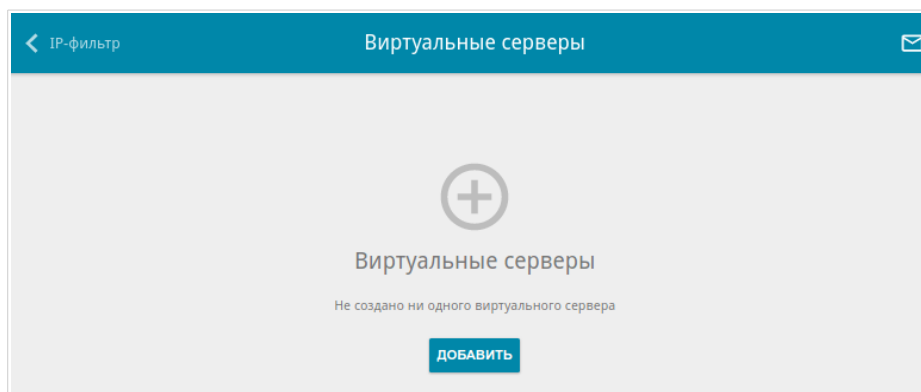 IP-фильтр
Виртуальные серверы
Виртуальные серверы
Не создано ни одного виртуального сервера
ДОБАВИТЬ